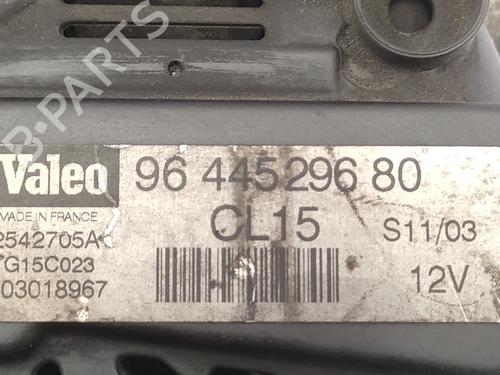 B-PARTS
Valeo
96 445 296 80
MADE IN FRANCE
CL15
S11/03
2542705A
TG15C023
03018967
12V